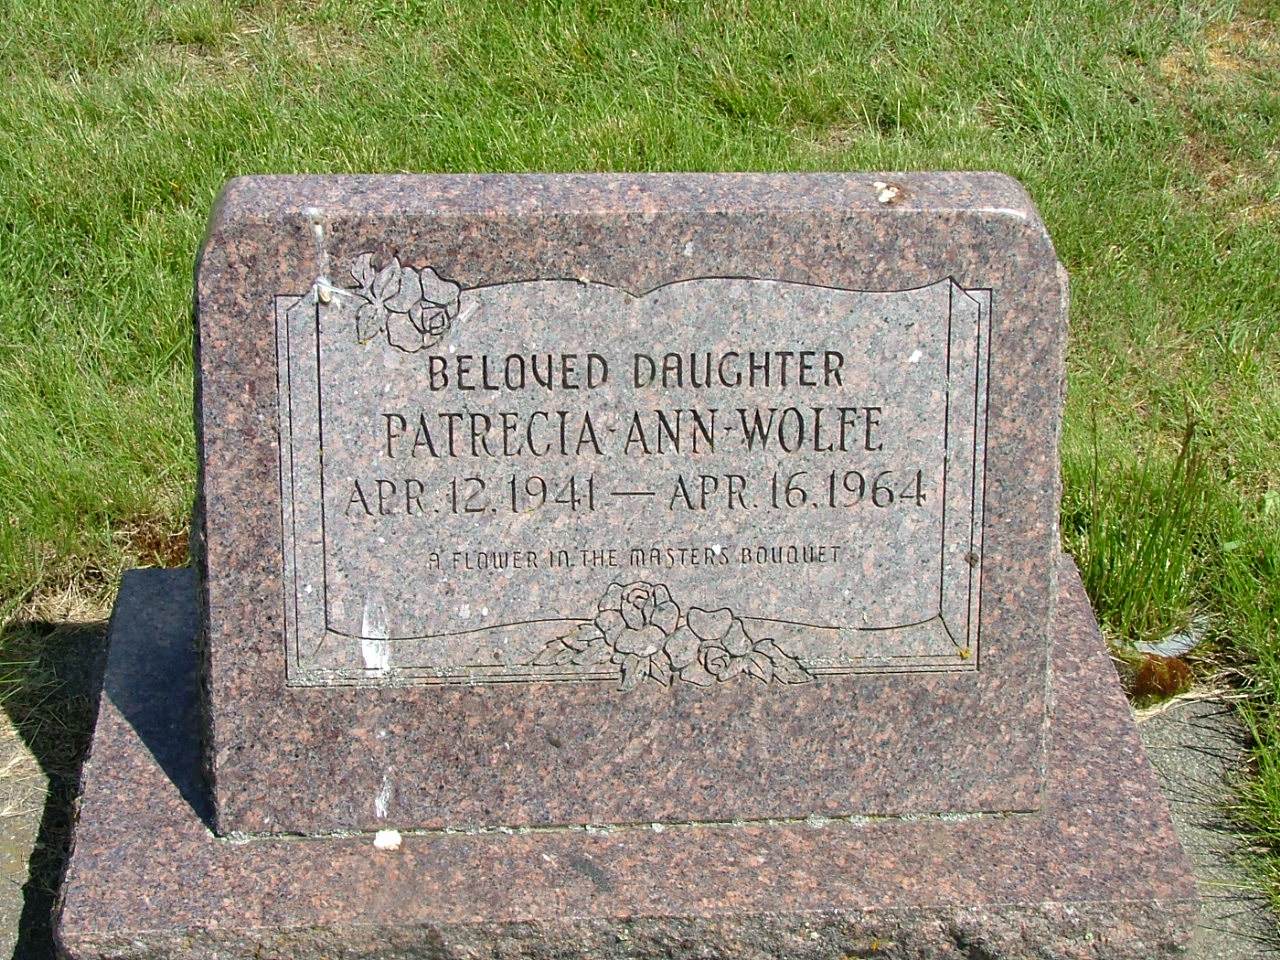 BELOVED DAUGHTER
PATRECIA-ANN-WOLFE
APR. 12. 1941 — APR. 16. 1964
A FLOWER IN THE MASTERS BOUQUET